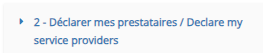 2 - Déclarer mes prestataires / Declare my
service providers